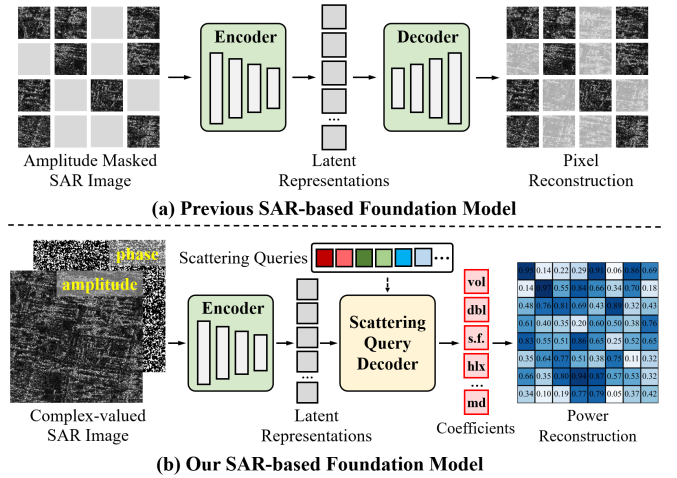 Encoder
Decoder
...
Amplitude Masked
SAR Image
Latent
Representations
Pixel
Reconstruction
(a) Previous SAR-based Foundation Model
phase
amplitude
Scattering Queries
...
Encoder
...
Scattering
Query
Decoder
vol
dbl
s.f.
hlx
...
md
0.95 0.14 0.22 0.29 0.91 0.06 0.86 0.69
0.14 0.97 0.55 0.84 0.66 0.34 0.70 0.18
0.48 0.76 0.81 0.69 0.43 0.89 0.32 0.43
0.61 0.40 0.35 0.20 0.60 0.50 0.38 0.76
0.83 0.55 0.51 0.86 0.65 0.25 0.52 0.65
0.35 0.64 0.77 0.51 0.38 0.75 0.11 0.32
0.66 0.35 0.80 0.94 0.87 0.57 0.53 0.32
0.34 0.10 0.19 0.77 0.79 0.05 0.37 0.42
Complex-valued
SAR Image
Latent
Representations
Coefficients
Power
Reconstruction
(b) Our SAR-based Foundation Model